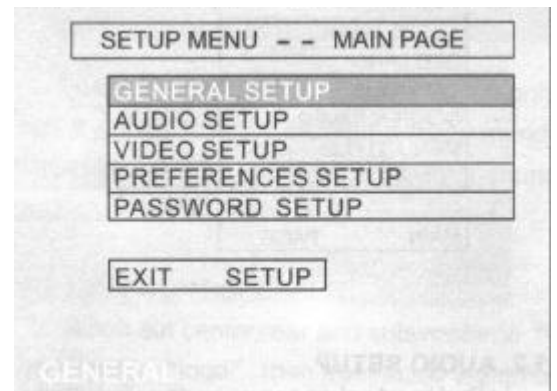 SETUP MENU - - MAIN PAGE
GENERAL SETUP
AUDIO SETUP
VIDEO SETUP
PREFERENCES SETUP
PASSWORD SETUP
EXIT SETUP
GENERAL